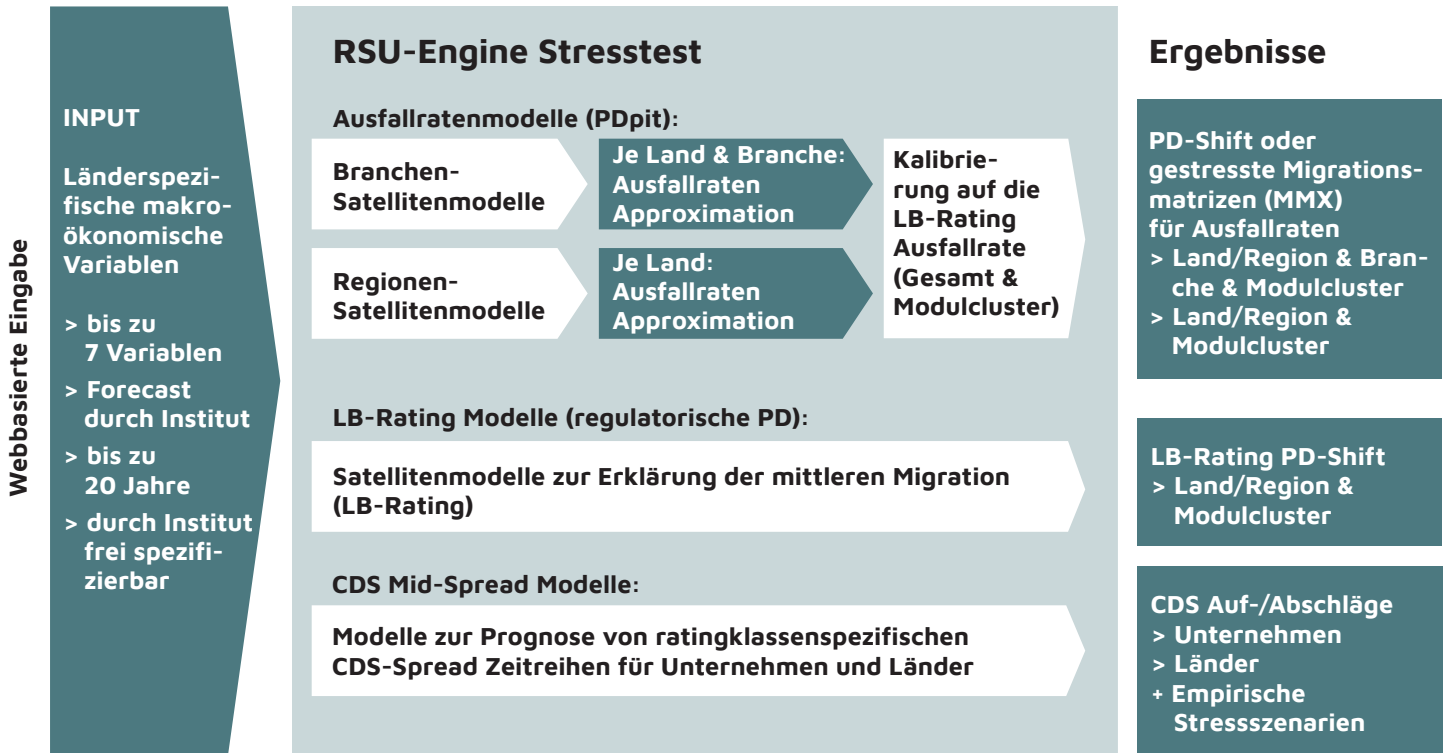 Webbasierte Eingabe
INPUT
Länderspezi-
fische makro-
ökonomische
Variablen
> bis zu
7 Variablen
> Forecast
durch Institut
> bis zu
20 Jahre
> durch Institut
frei spezifi-
zierbar
RSU-Engine Stresstest
Ausfallratenmodelle (PDpit):
Branchen-
Satellitenmodelle
Je Land & Branche:
Ausfallraten
Approximation
Regionen-
Satellitenmodelle
Je Land:
Ausfallraten
Approximation
Kalibrie-
rung auf die
LB-Rating
Ausfallrate
(Gesamt &
Modulcluster)
LB-Rating Modelle (regulatorische PD):
Satellitenmodelle zur Erklärung der mittleren Migration
(LB-Rating)
CDS Mid-Spread Modelle:
Modelle zur Prognose von ratingklassenspezifischen
CDS-Spread Zeitreihen für Unternehmen und Länder
Ergebnisse
PD-Shift oder
gestresste Migrations-
matrizen (MMX)
für Ausfallraten
> Land/Region & Bran-
che & Modulcluster
> Land/Region &
Modulcluster
LB-Rating PD-Shift
> Land/Region &
Modulcluster
CDS Auf-/Abschläge
> Unternehmen
> Länder
+ Empirische
Stressszenarien